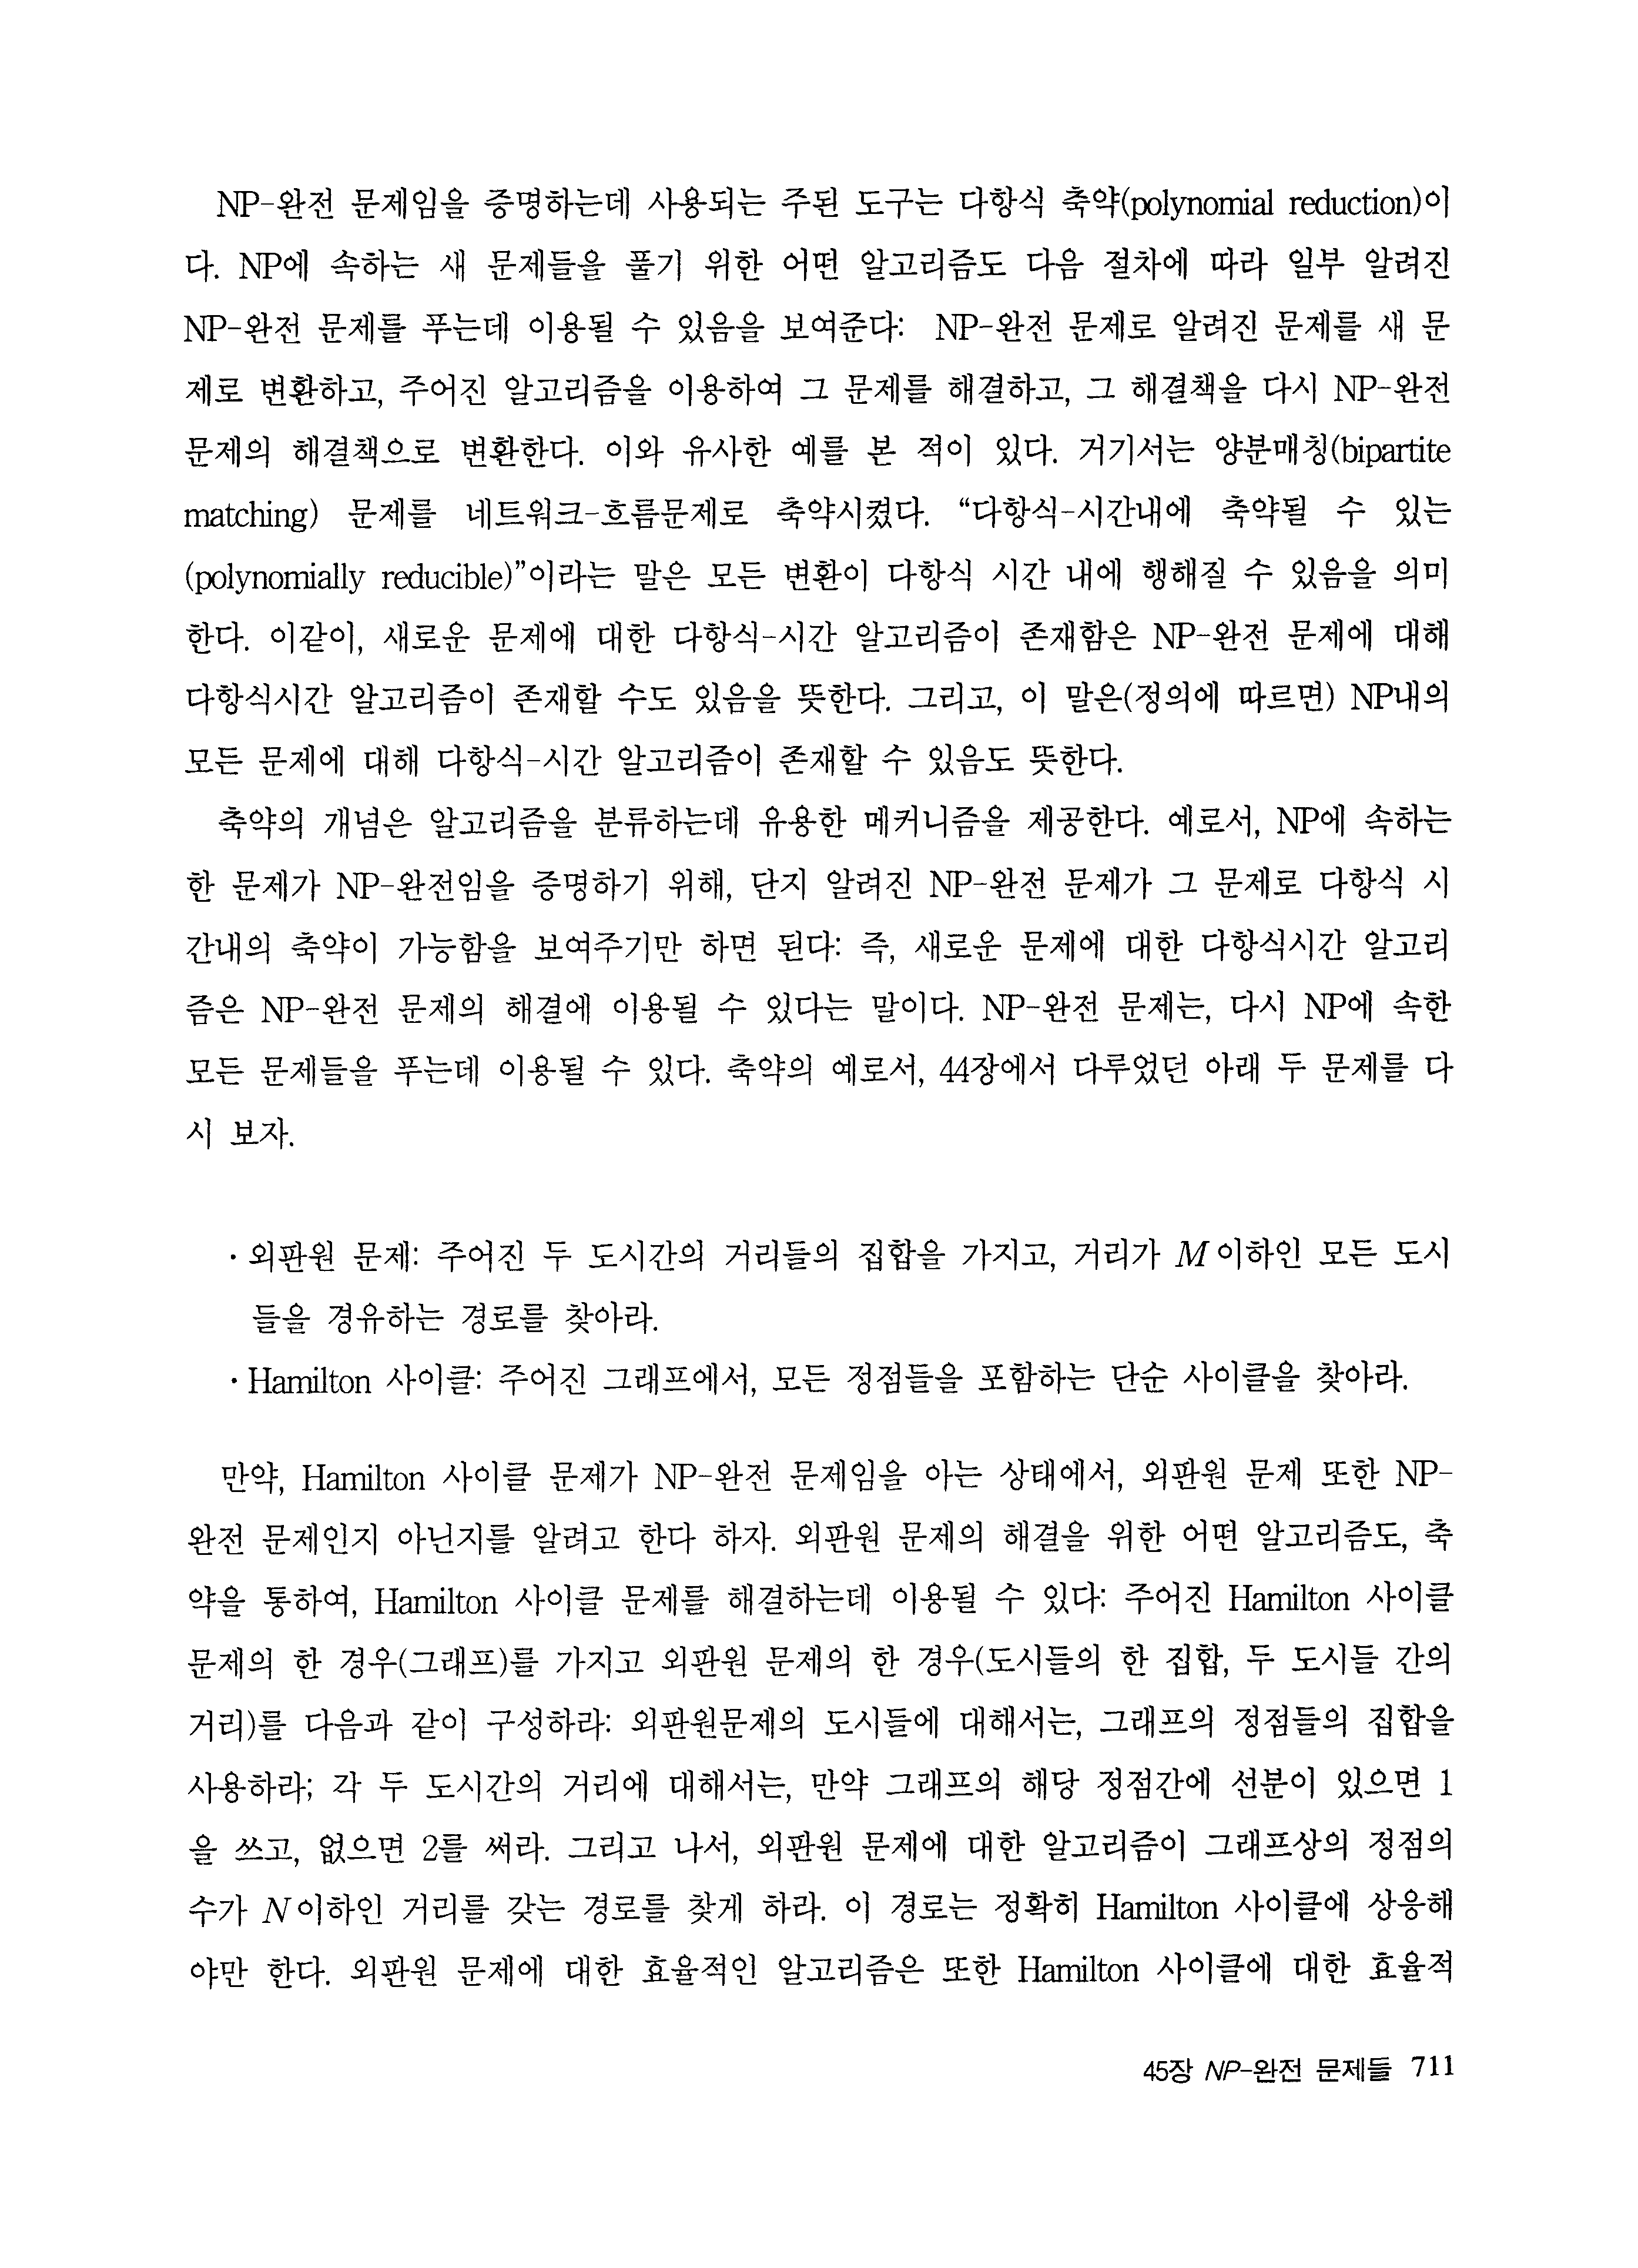 NP-완전 문제임을 증명하는데 사용되는 주된 도구는 다항식 축약(polynomial reduction)이
다. NP에 속하는 새 문제들을 풀기 위한 어떤 알고리즘도 다음 절차에 따라 일부 알려진
NP-완전 문제를 푸는데 이용될 수 있음을 보여준다: NP-완전 문제로 알려진 문제를 새 문
제로 변환하고, 주어진 알고리즘을 이용하여 그 문제를 해결하고, 그 해결책을 다시 NP-완전
문제의 해결책으로 변환한다. 이와 유사한 예를 본 적이 있다. 거기서는 양분매칭(bipartite
matching) 문제를 네트워크-흐름문제로 축약시켰다. “다항식-시간내에 축약될 수 있는
(polynomially reducible)”이라는 말은 모든 변환이 다항식 시간 내에 행해질 수 있음을 의미
한다. 이같이, 새로운 문제에 대한 다항식-시간 알고리즘이 존재함은 NP-완전 문제에 대해
다항식시간 알고리즘이 존재할 수도 있음을 뜻한다. 그리고, 이 말은(정의에 따르면) NP내의
모든 문제에 대해 다항식-시간 알고리즘이 존재할 수 있음도 뜻한다.
축약의 개념은 알고리즘을 분류하는데 유용한 메커니즘을 제공한다. 예로서, NP에 속하는
한 문제가 NP-완전임을 증명하기 위해, 단지 알려진 NP-완전 문제가 그 문제로 다항식 시
간내의 축약이 가능함을 보여주기만 하면 된다: 즉, 새로운 문제에 대한 다항식시간 알고리
즘은 NP-완전 문제의 해결에 이용될 수 있다는 말이다. NP-완전 문제는, 다시 NP에 속한
모든 문제들을 푸는데 이용될 수 있다. 축약의 예로서, 44장에서 다루었던 아래 두 문제를 다
시 보자.
· 외판원 문제: 주어진 두 도시간의 거리들의 집합을 가지고, 거리가 M이하인 모든 도시
들을 경유하는 경로를 찾아라.
· Hamilton 사이클: 주어진 그래프에서, 모든 정점들을 포함하는 단순 사이클을 찾아라.
만약, Hamilton 사이클 문제가 NP-완전 문제임을 아는 상태에서, 외판원 문제 또한 NP-
완전 문제인지 아닌지를 알려고 한다 하자. 외판원 문제의 해결을 위한 어떤 알고리즘도, 축
약을 통하여, Hamilton 사이클 문제를 해결하는데 이용될 수 있다: 주어진 Hamilton 사이클
문제의 한 경우(그래프)를 가지고 외판원 문제의 한 경우(도시들의 한 집합, 두 도시들 간의
거리)를 다음과 같이 구성하라: 외판원문제의 도시들에 대해서는, 그래프의 정점들의 집합을
사용하라; 각 두 도시간의 거리에 대해서는, 만약 그래프의 해당 정점간에 선분이 있으면 1
을 쓰고, 없으면 2를 써라. 그리고 나서, 외판원 문제에 대한 알고리즘이 그래프상의 정점의
수가 N이하인 거리를 갖는 경로를 찾게 하라. 이 경로는 정확히 Hamilton 사이클에 상응해
야만 한다. 외판원 문제에 대한 효율적인 알고리즘은 또한 Hamilton 사이클에 대한 효율적
45장 NP-완전 문제들 711